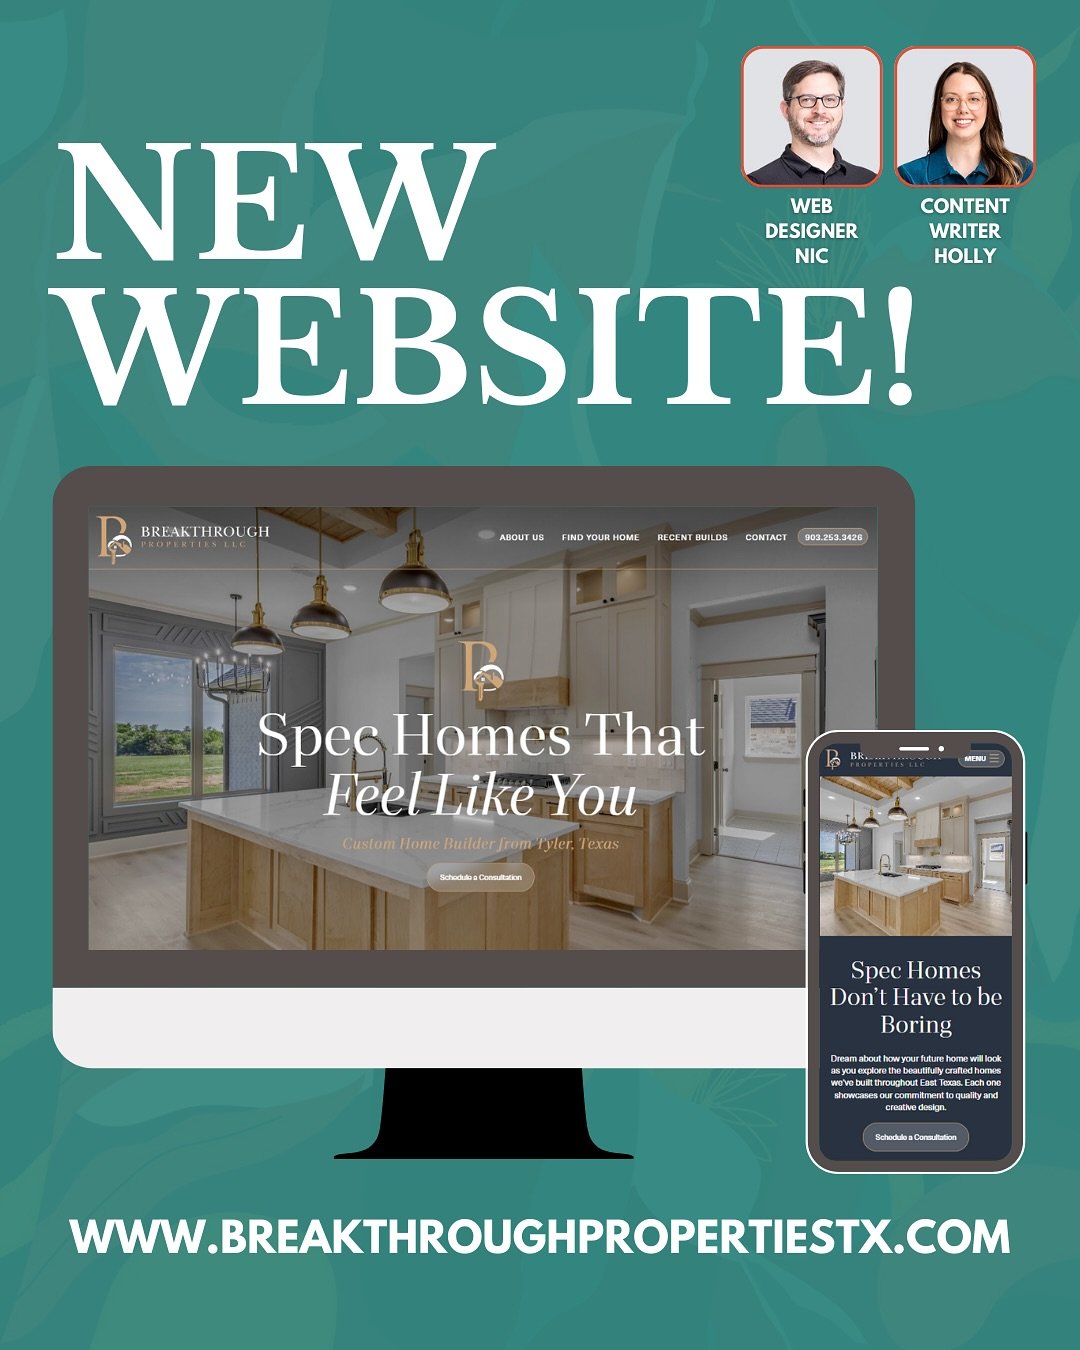 WEB
DESIGNER
NIC
CONTENT
WRITER
HOLLY
NEW
WEBSITE!
BREAKTHROUGH
PROPERTIES LLC
ABOUT US
FIND YOUR HOME
RECENT BUILDS
CONTACT
903.253.3426
Spec Homes That
Feel Like You
Custom Home Builder from Tyler, Texas
Schedule a Consultation
BREAKTHROUGH
PROPERTIES LLC
MENU
Spec Homes
Don't Have to be
Boring
Dream about how your future home will look
as you explore the beautifully crafted homes
we've built throughout East Texas. Each one
showcases our commitment to quality and
creative design.
Schedule a Consultation
WWW.BREAKTHROUGHPROPERTIESTX.COM